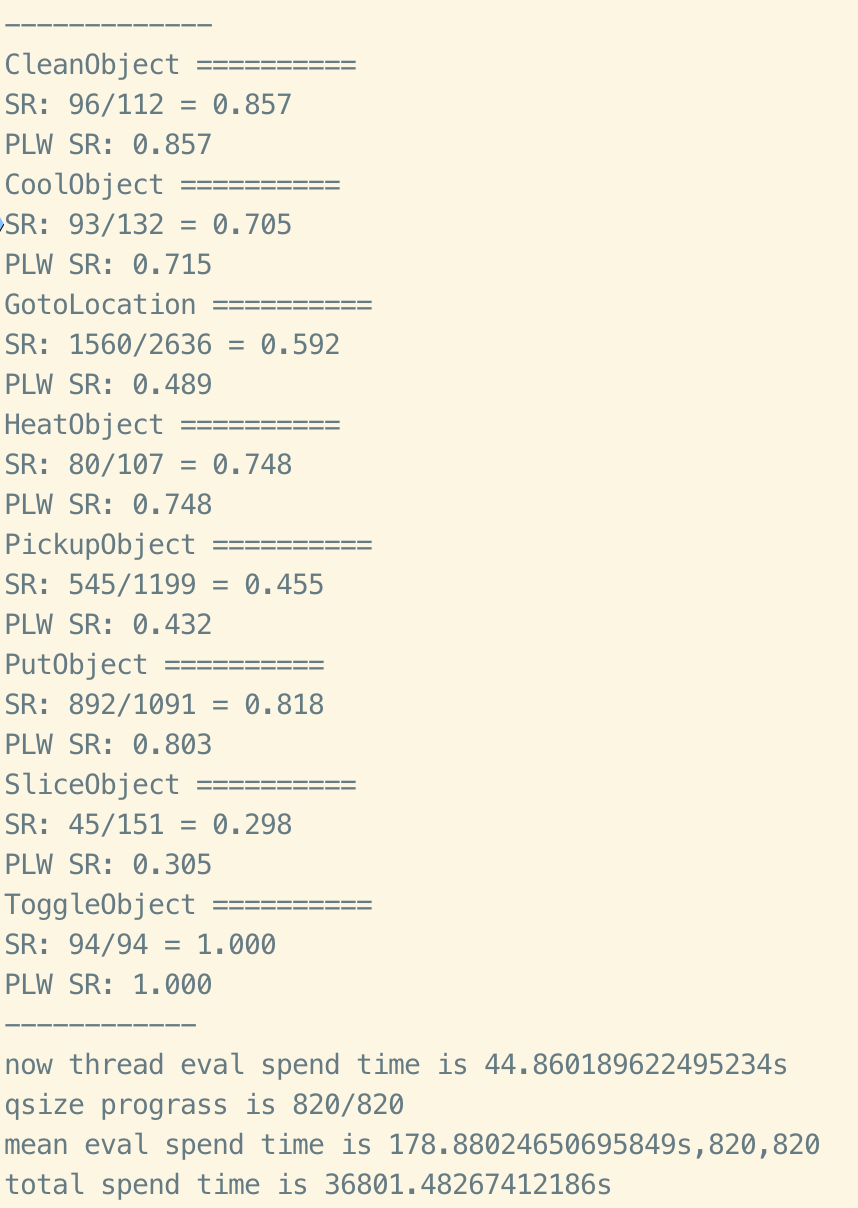 -------------
CleanObject ==========
SR: 96/112 = 0.857
PLW SR: 0.857
CoolObject ==========
SR: 93/132 = 0.705
PLW SR: 0.715
GotoLocation ==========
SR: 1560/2636 = 0.592
PLW SR: 0.489
HeatObject ==========
SR: 80/107 = 0.748
PLW SR: 0.748
PickupObject ==========
SR: 545/1199 = 0.455
PLW SR: 0.432
PutObject ==========
SR: 892/1091 = 0.818
PLW SR: 0.803
SliceObject ==========
SR: 45/151 = 0.298
PLW SR: 0.305
ToggleObject ==========
SR: 94/94 = 1.000
PLW SR: 1.000
------------
now thread eval spend time is 44.860189622495234s
qsize prograss is 820/820
mean eval spend time is 178.88024650695849s,820,820
total spend time is 36801.48267412186s